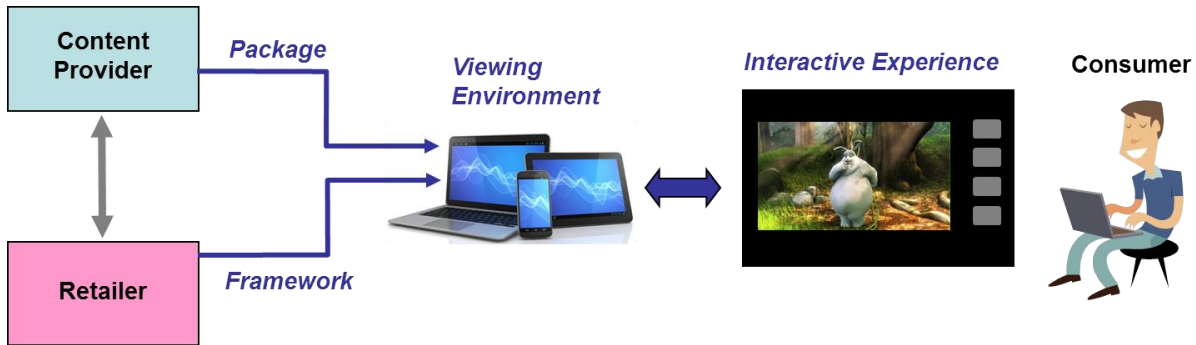 Content
Provider
Package
Viewing
Environment
Interactive Experience
Consumer
Retailer
Framework